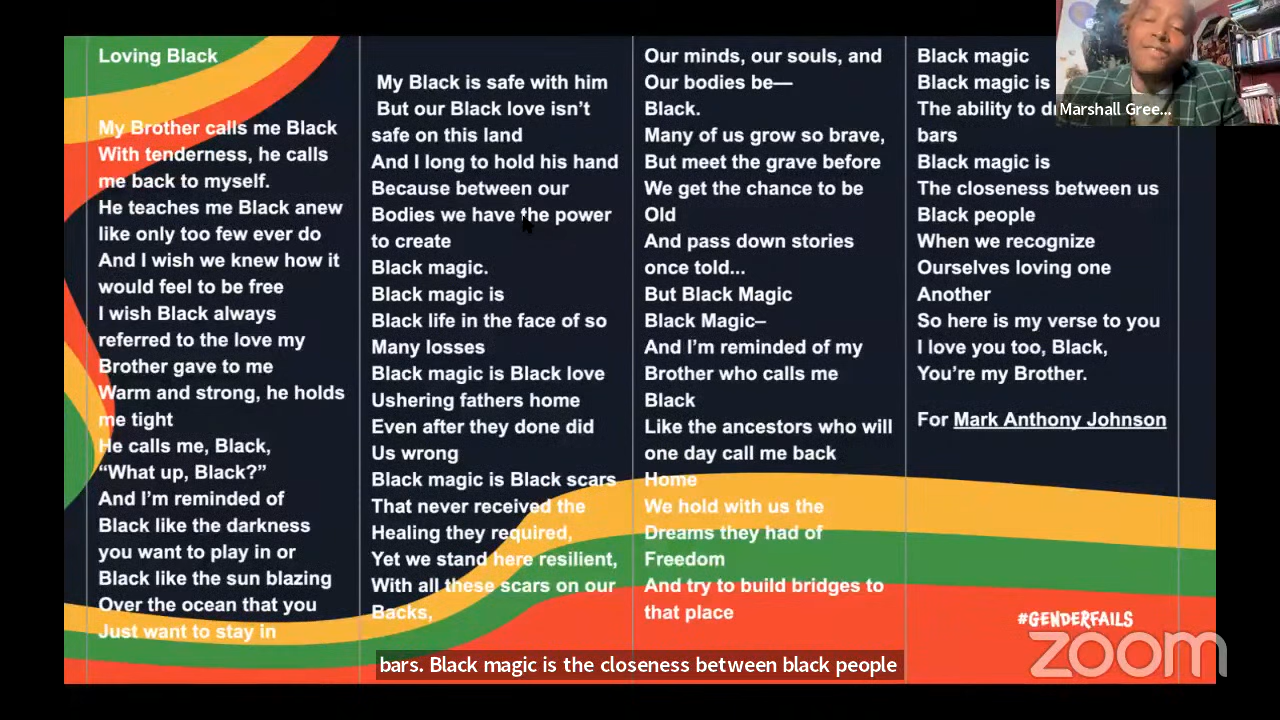 Loving Black
My Brother calls me Black
With tenderness, he calls
me back to myself.
He teaches me Black anew
like only too few ever do
And I wish we knew how it
would feel to be free
I wish Black always
referred to the love my
Brother gave to me
Warm and strong, he holds
me tight
He calls me, Black,
“What up, Black?”
And I’m reminded of
Black like the darkness
you want to play in or
Black like the sun blazing
Over the ocean that you
Just want to stay in
My Black is safe with him
But our Black love isn’t
safe on this land
And I long to hold his hand
Because between our
Bodies we have the power
to create
Black magic.
Black magic is
Black life in the face of so
Many losses
Black magic is Black love
Ushering fathers home
Even after they done did
Us wrong
Black magic is Black scars
That never received the
Healing they required,
Yet we stand here resilient,
With all these scars on our
Backs,
Our minds, our souls, and
Our bodies be—
Black.
Many of us grow so brave,
But meet the grave before
We get the chance to be
Old
And pass down stories
once told...
But Black Magic
Black Magic–
And I’m reminded of my
Brother who calls me
Black
Like the ancestors who will
one day call me back
Home
We hold with us the
Dreams they had of
Freedom
And try to build bridges to
that place
Black magic
Black magic is
The ability to
bars
Black magic is
The closeness between us
Black people
When we recognize
Ourselves loving one
Another
So here is my verse to you
I love you too, Black,
You’re my Brother.
For Mark Anthony Johnson
Marshall Gree...
#GENDERFAILS
zoom
bars. Black magic is the closeness between black people